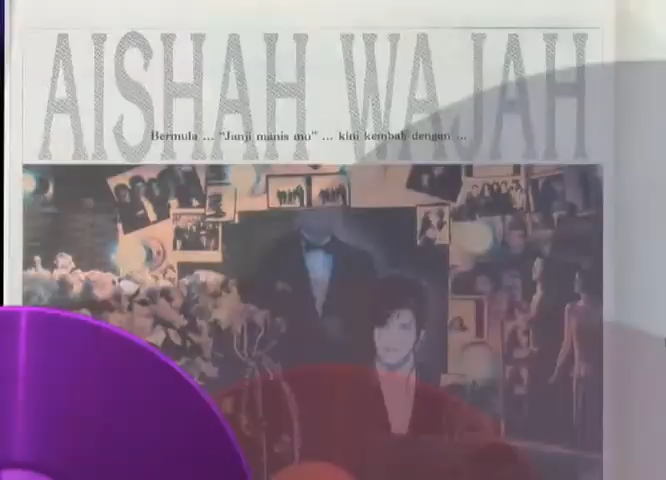 AISHAH WAJAH
Bermula ... "Janji manis mu" ... kini kembali dengan ...